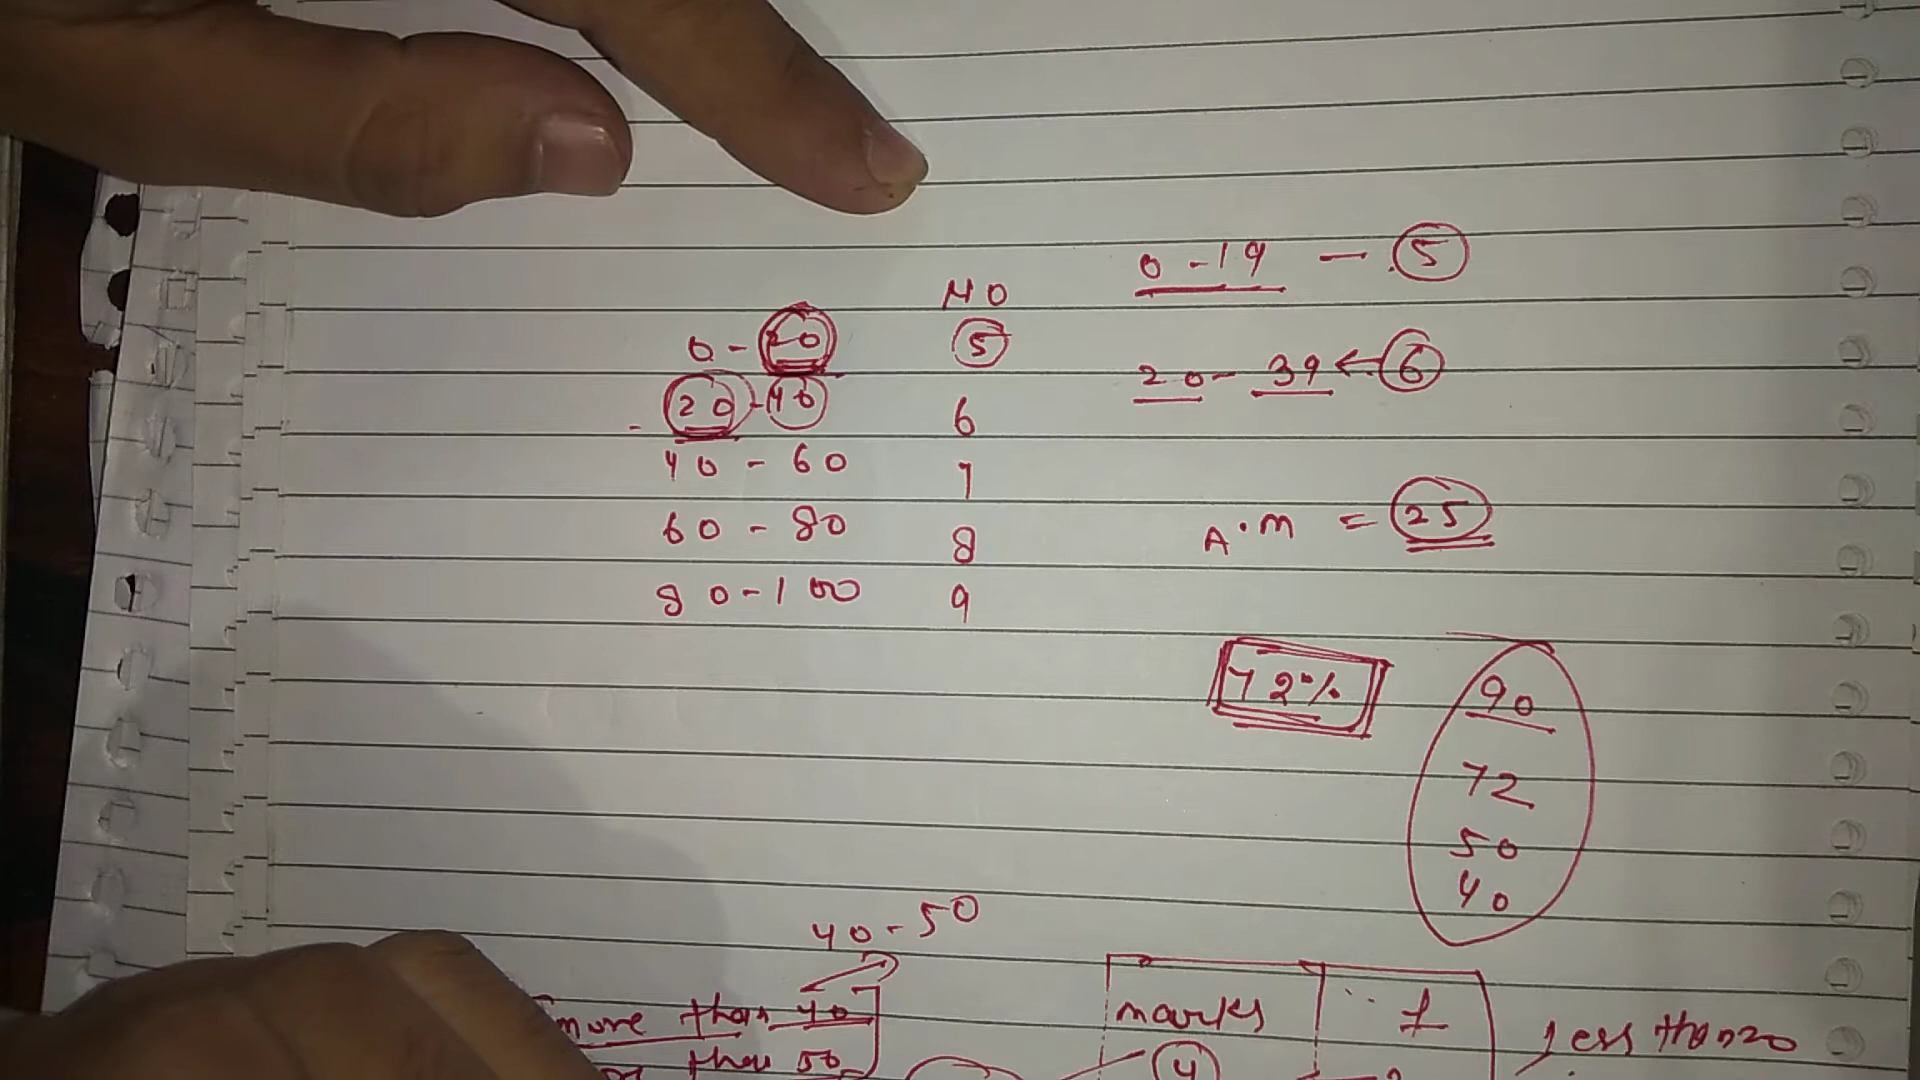 NO
0-20 5
20-40 6
40-60 7
60-80 8
80-100 9
0-19 - 5
20-39 ← 6
A.M = 25
72%
90
72
50
40
40-50
more than 40
than 50
marks f
4
Less than 20